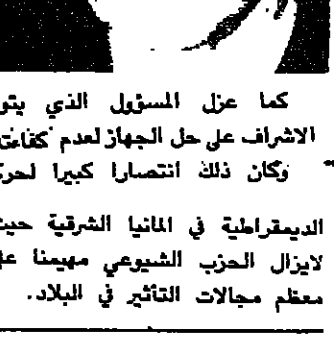 كما عزل المسؤول الذي يتو
الاشراف على حل الجهاز لعدم كفاءت
وكان ذلك انتصارا كبيرا لحرك
الديمقراطية في المانيا الشرقية حيث
لايزال الحزب الشيوعي مهيمنا عل
معظم مجالات التأثير في البلاد.